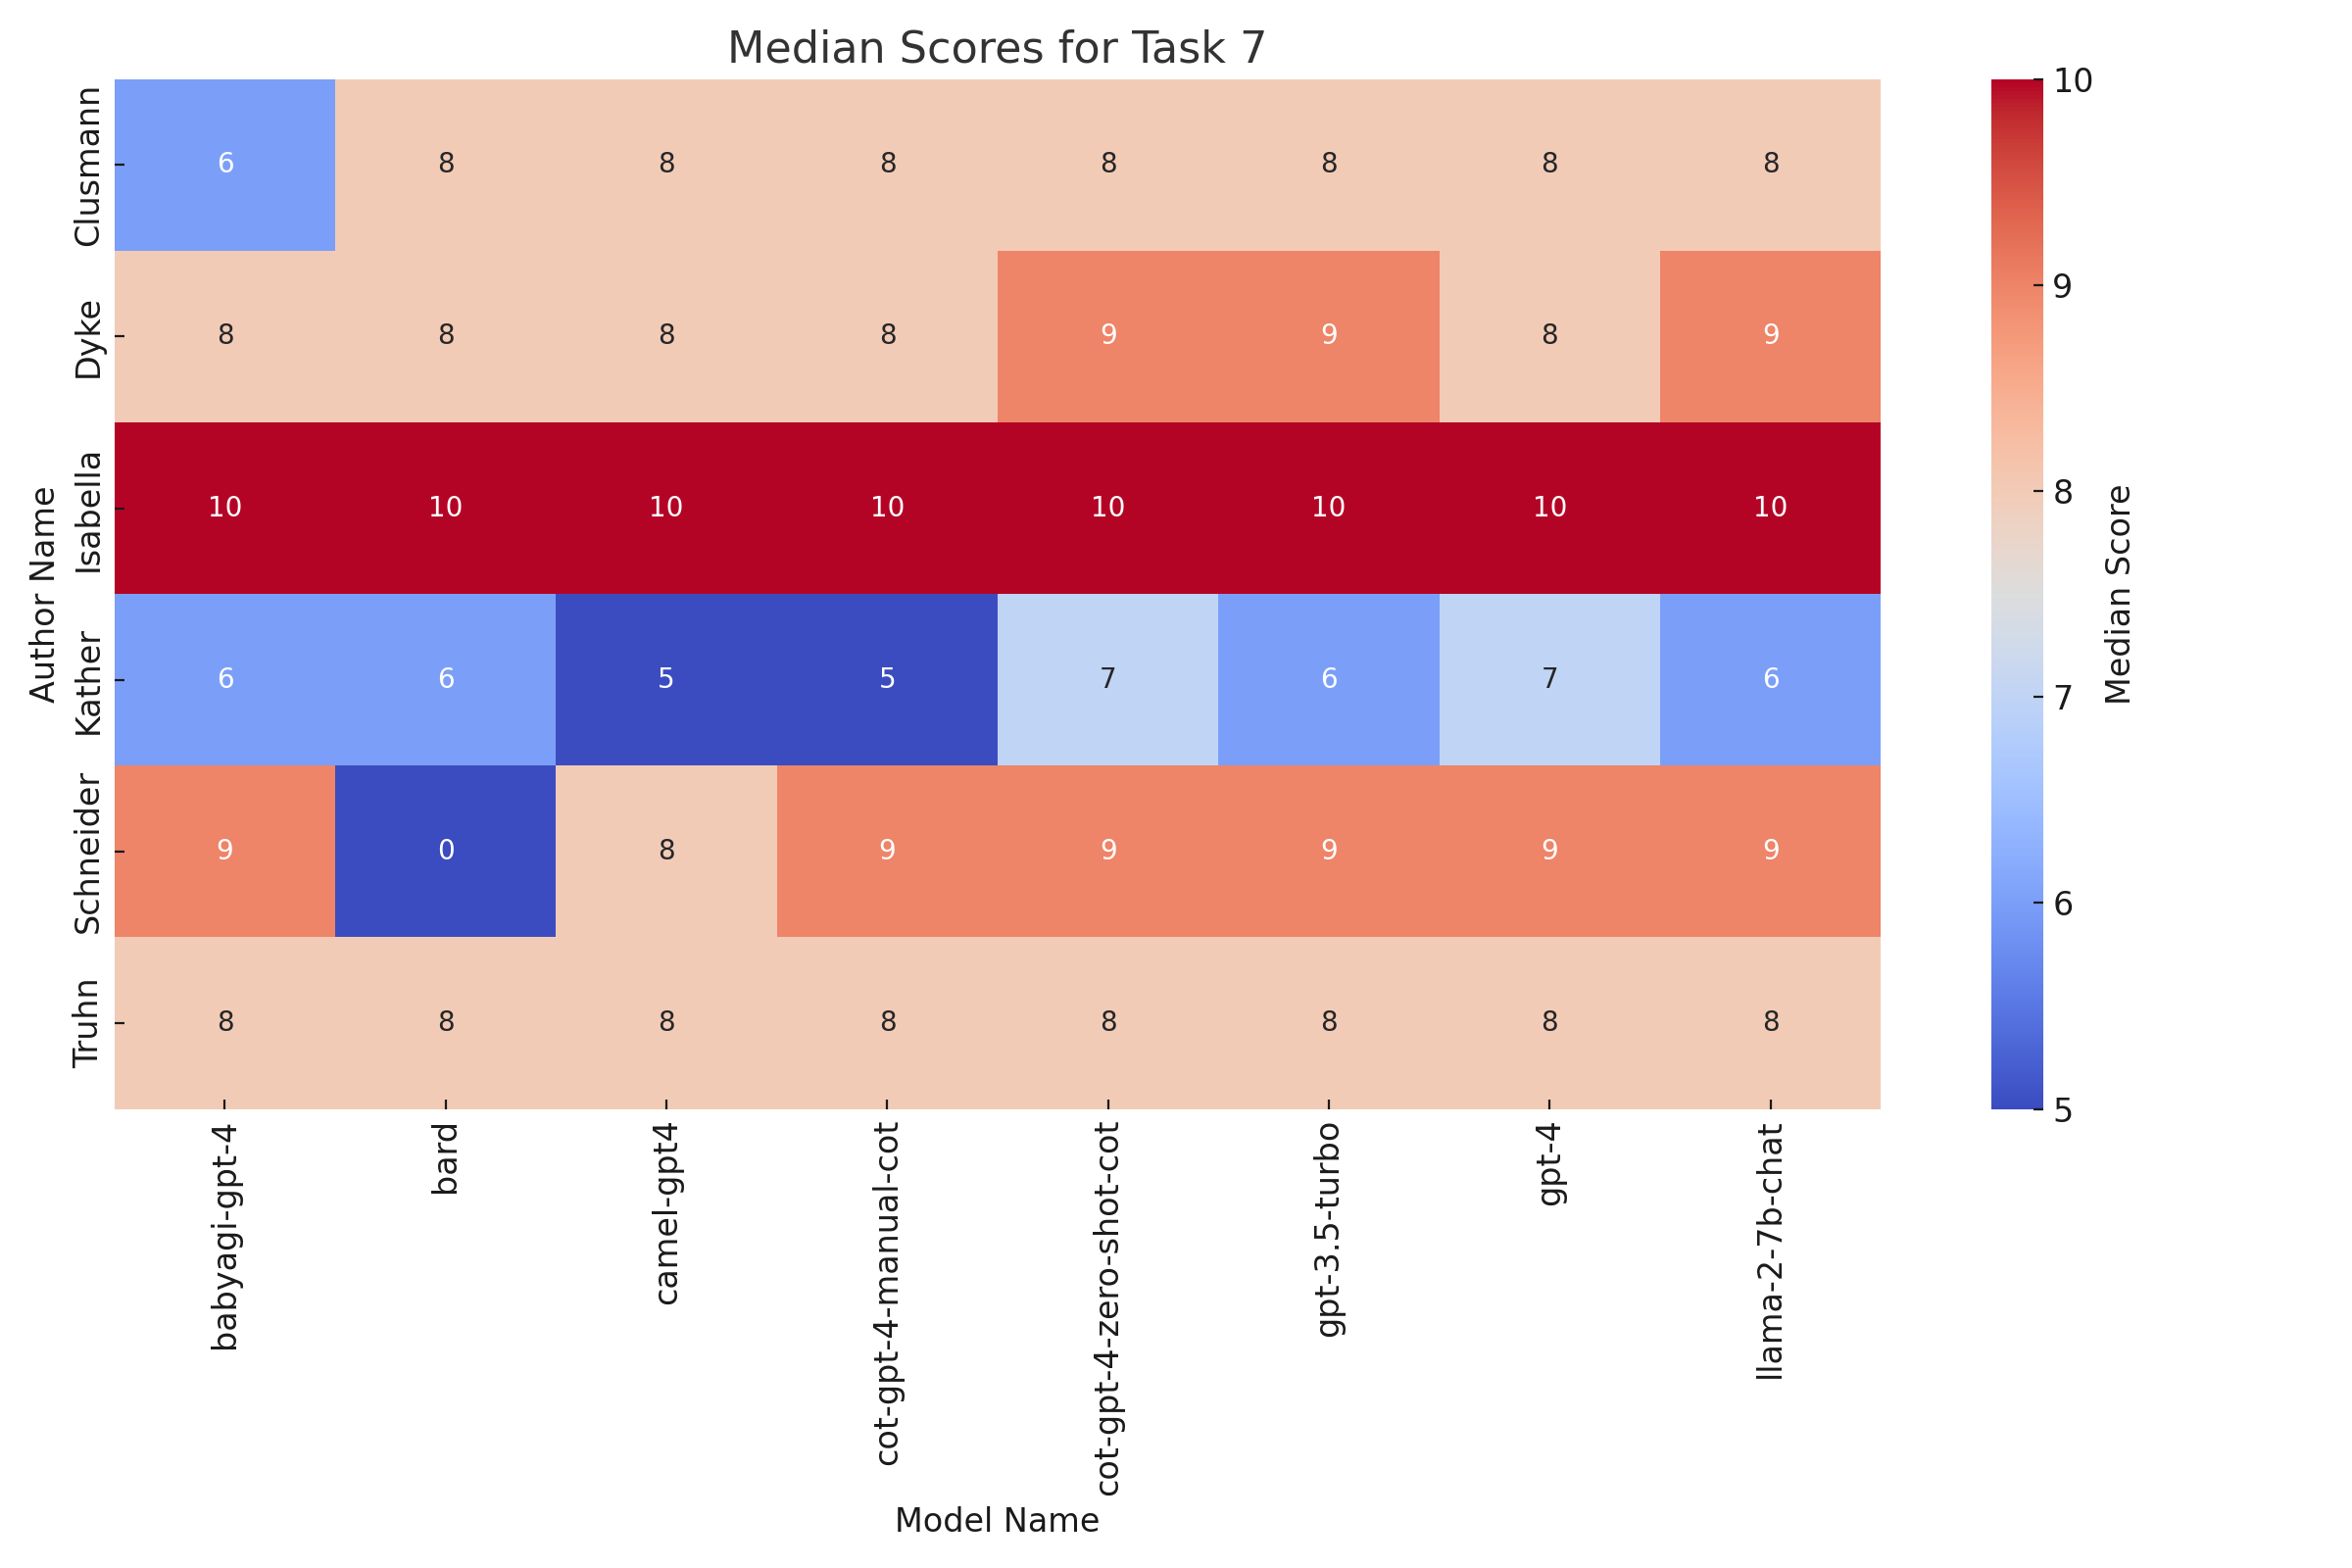 Median Scores for Task 7
Author Name
Clusmann 6 8 8 8 8 8 8 8
Dyke 8 8 8 8 9 9 8 9
Isabella 10 10 10 10 10 10 10 10
Kather 6 6 5 5 7 6 7 6
Schneider 9 0 8 9 9 9 9 9
Truhn 8 8 8 8 8 8 8 8
babyagi-gpt-4
bard
camel-gpt4
cot-gpt-4-manual-cot
cot-gpt-4-zero-shot-cot
gpt-3.5-turbo
gpt-4
llama-2-7b-chat
Model Name
10
9
8
7
6
5
Median Score